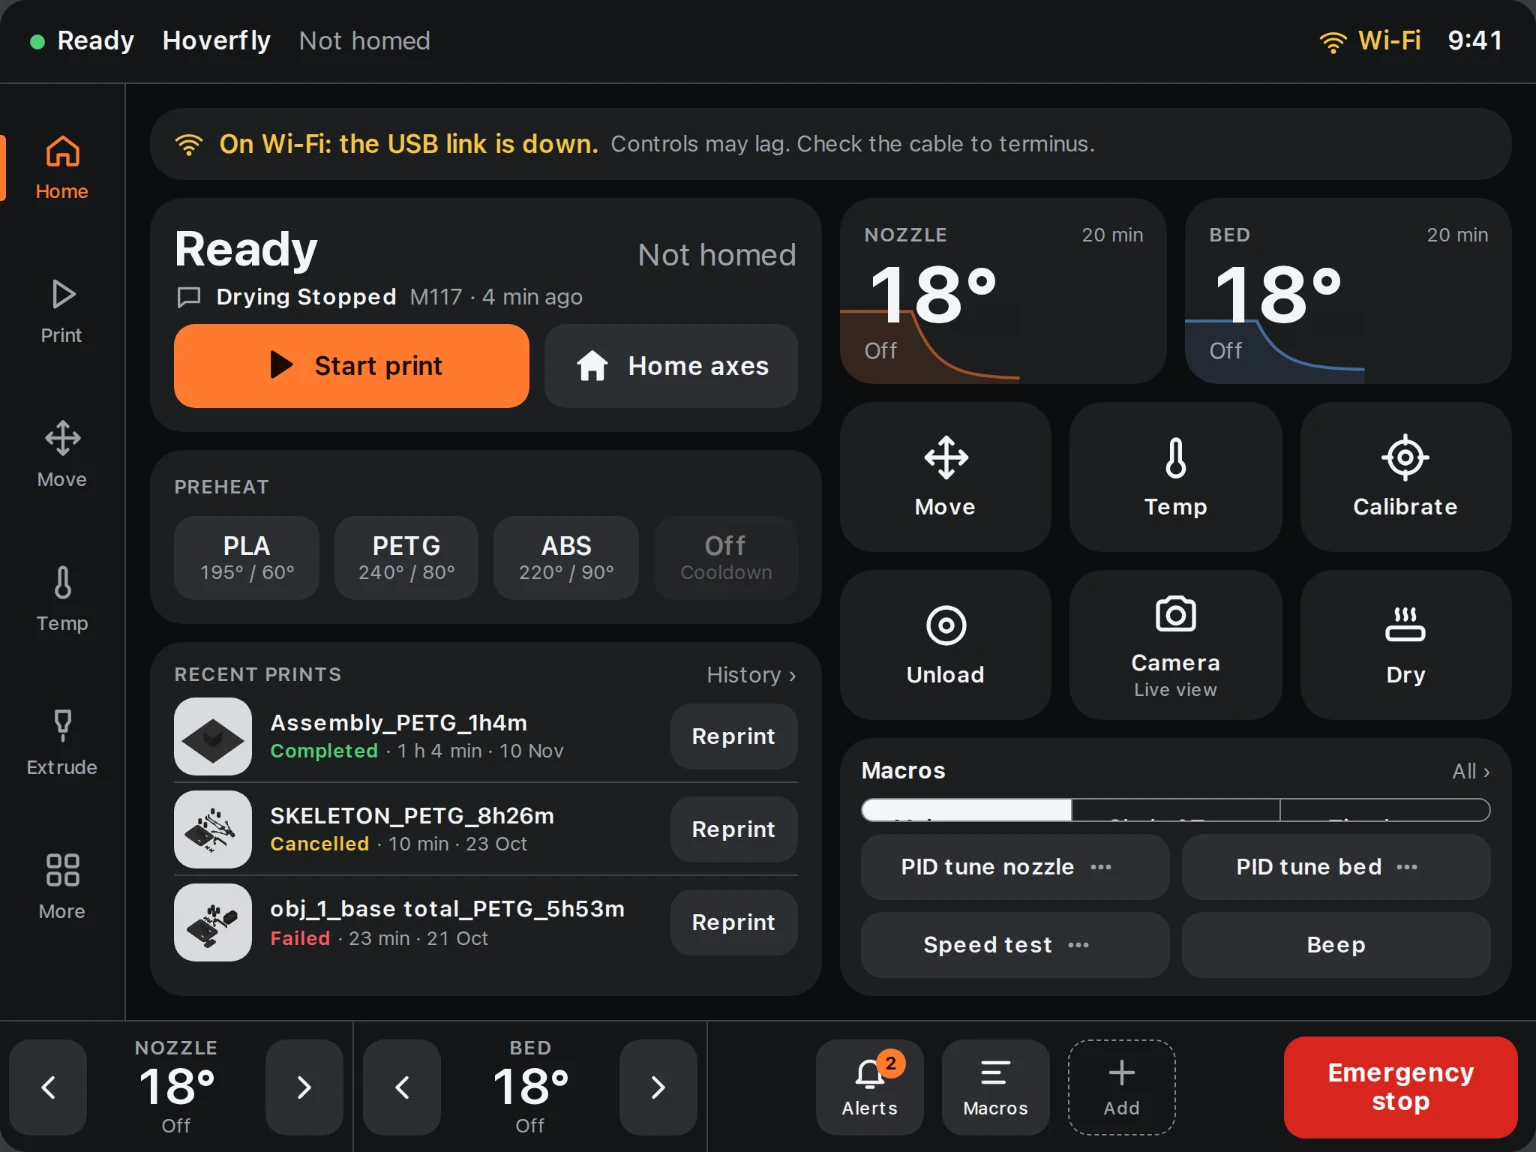 Ready Hoverfly Not homed
Wi-Fi 9:41
Home
Print
Move
Temp
Extrude
More
On Wi-Fi: the USB link is down. Controls may lag. Check the cable to terminus.
Ready
Not homed
Drying Stopped M117 · 4 min ago
Start print
Home axes
PREHEAT
PLA
195° / 60°
PETG
240° / 80°
ABS
220° / 90°
Off
Cooldown
RECENT PRINTS
History ›
Assembly_PETG_1h4m
Completed · 1 h 4 min · 10 Nov
Reprint
SKELETON_PETG_8h26m
Cancelled · 10 min · 23 Oct
Reprint
obj_1_base total_PETG_5h53m
Failed · 23 min · 21 Oct
Reprint
NOZZLE
20 min
18°
Off
BED
20 min
18°
Off
Move
Temp
Calibrate
Unload
Camera
Live view
Dry
Macros
All ›
PID tune nozzle ···
PID tune bed ···
Speed test ···
Beep
NOZZLE
18°
Off
BED
18°
Off
2
Alerts
Macros
Add
Emergency
stop